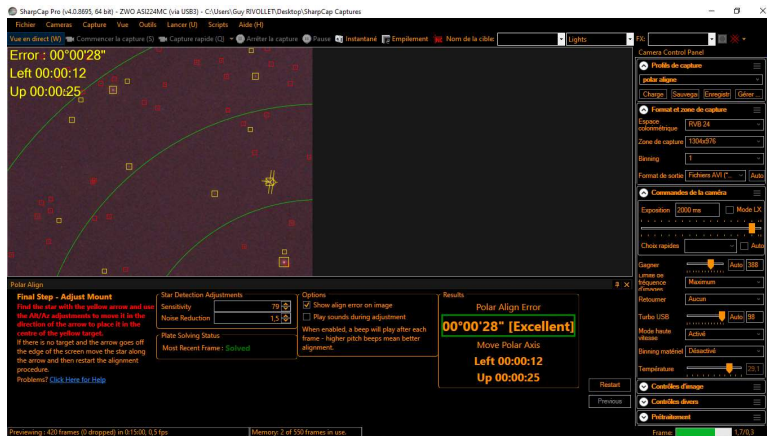 SharpCap Pro (v4.0.8695, 64 bit) - ZWO ASI224MC (via USB3) - C:\Users\Guy RIVOLLET\Desktop\SharpCap Captures
Fichier Cameras Capture Vue Outils Lancer (U) Scripts Aide (H)
Vue en direct (W) Commencer la capture (S) Capture rapide (Q) Arrêter la capture Pause Instantané Empilement Nom de la cible: Lights FX:
Error : 00°00'28"
Left 00:00:12
Up 00:00:25
Camera Control Panel
Profils de capture
polar aligne
Charge Sauvega Enregistr Gérer ...
Format et zone de capture
Espace colorimétrique RVB 24
Zone de capture 1304x976
Binning 1
Format de sortie Fichiers AVI (*... Auto
Commandes de la caméra
Exposition 2000 ms Mode LX
Choix rapides Auto
Gagner Auto 388
Limite de fréquence d'images Maximum
Retourner Aucun
Turbo USB Auto 98
Mode haute vitesse Activé
Binning matériel Désactivé
Température 29,1
Contrôles d'image
Contrôles divers
Prétraitement
Polar Align
Final Step - Adjust Mount
Find the star with the yellow arrow and use
the Alt/Az adjustments to move it in the
direction of the arrow to place it in the
centre of the yellow target.
If there is no target and the arrow goes off
the edge of the screen move the star along
the arrow and then restart the alignment
procedure.
Problems? Click Here for Help
Star Detection Adjustments
Sensitivity 79
Noise Reduction 1,5
Plate Solving Status
Most Recent Frame : Solved
Options
Show align error on image
Play sounds during adjustment
When enabled, a beep will play after each
frame - higher pitch beeps mean better
alignment.
Results
Polar Align Error
00°00'28" [Excellent]
Move Polar Axis
Left 00:00:12
Up 00:00:25
Restart
Previous
Previewing : 420 frames (0 dropped) in 0:15:00, 0,5 fps Memory: 2 of 550 frames in use. Frame: 1,7/0,3